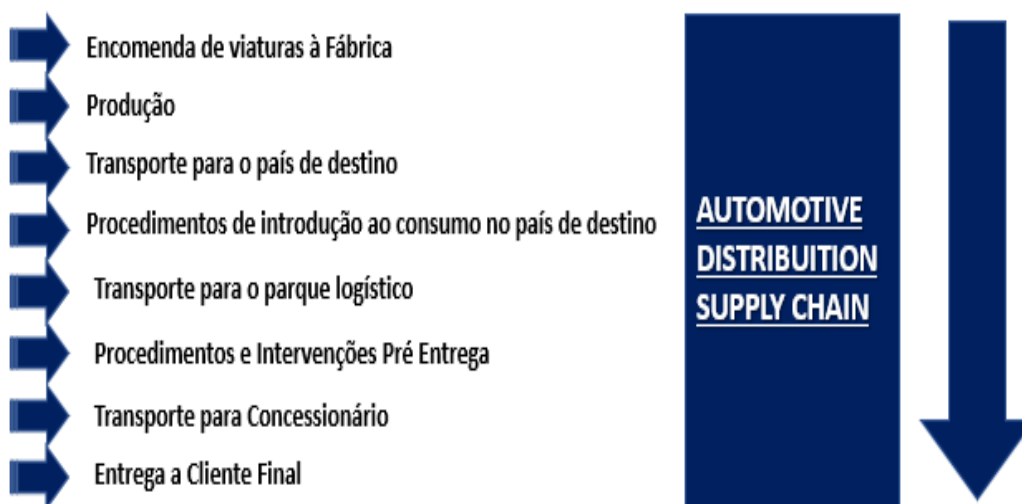 Encomenda de viaturas à Fábrica
Produção
Transporte para o país de destino
Procedimentos de introdução ao consumo no país de destino
Transporte para o parque logístico
Procedimentos e Intervenções Pré Entrega
Transporte para Concessionário
Entrega a Cliente Final
AUTOMOTIVE
DISTRIBUITION
SUPPLY CHAIN